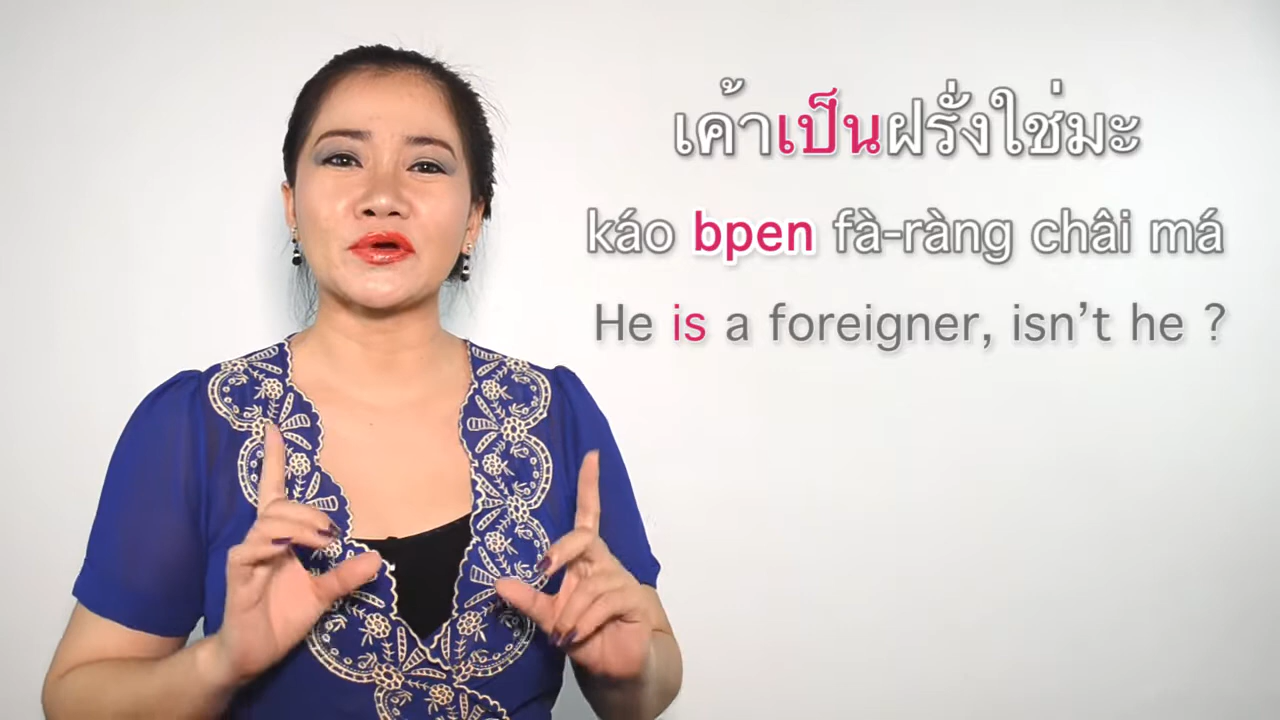 เค้าเป็นฝรั่งใช่มะ
káo bpen fà-ràng châi má
He is a foreigner, isn't he ?